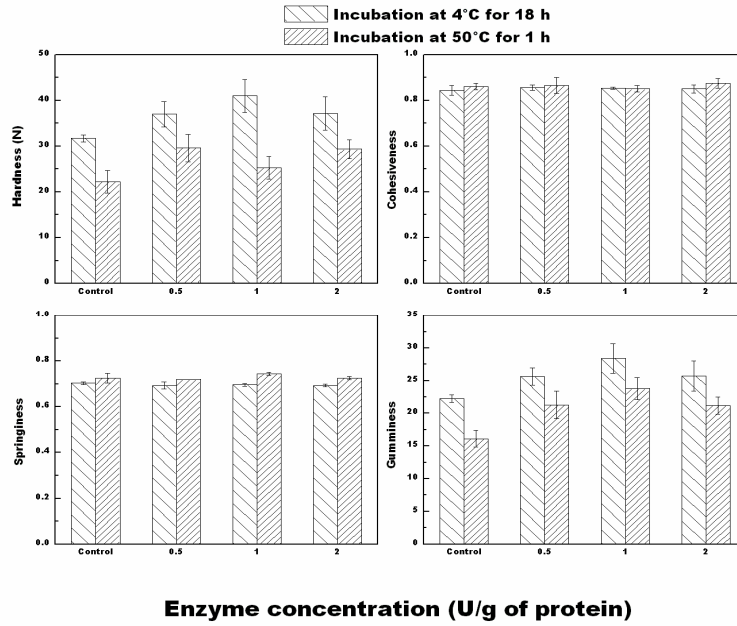 Incubation at 4°C for 18 h
Incubation at 50°C for 1 h
50
40
30
20
10
0
Hardness (N)
Control 0.5 1 2
1.0
0.8
0.6
0.4
0.2
0.0
Cohesiveness
Control 0.5 1 2
1.0
0.8
0.6
0.4
0.2
0.0
Springiness
Control 0.5 1 2
35
30
25
20
15
10
5
0
Gumminess
Control 0.5 1 2
Enzyme concentration (U/g of protein)